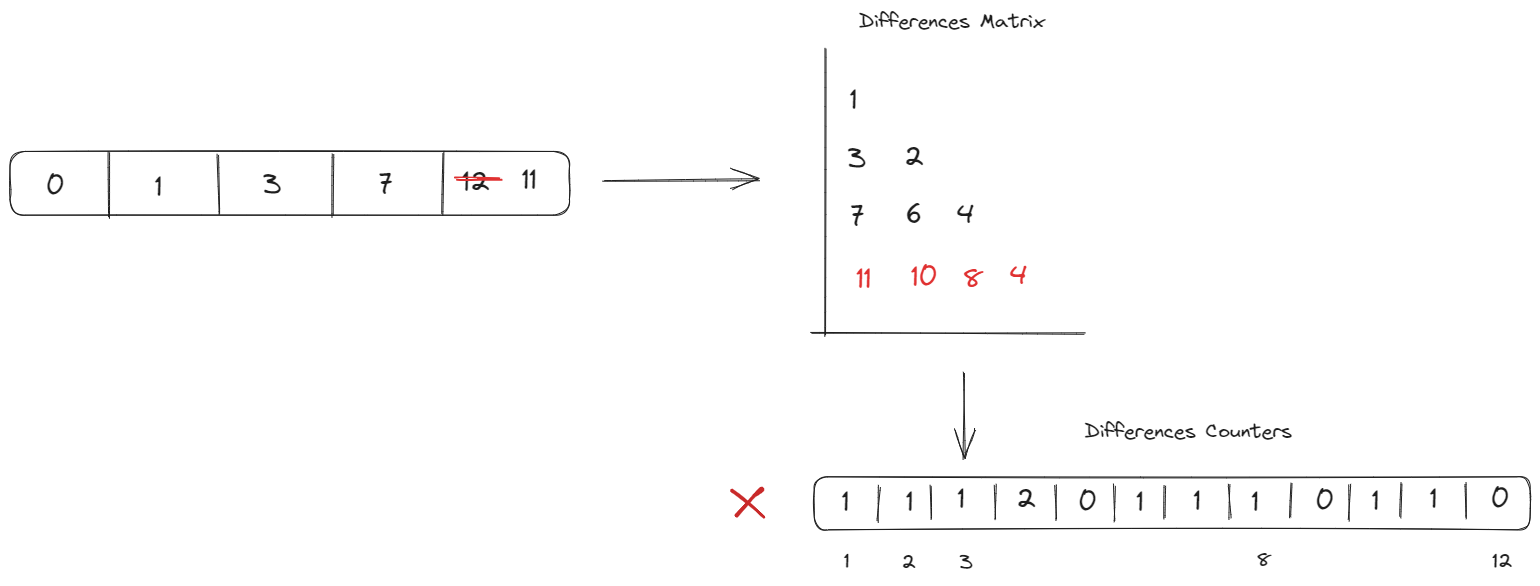 Differences Matrix
1
0 1 3 7 12 11
3 2
7 6 4
11 10 8 4
Differences Counters
1 1 1 2 0 1 1 1 0 1 1 0
1 2 3 8 12